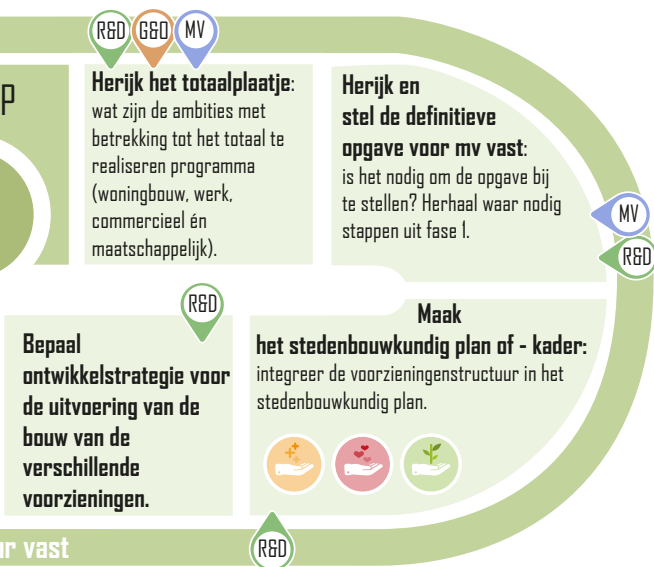 R&D
G&D
MV
P
Herijk het totaalplaatje:
wat zijn de ambities met
betrekking tot het totaal te
realiseren programma
(woningbouw, werk,
commercieel én
maatschappelijk).
Herijk en
stel de definitieve
opgave voor mv vast:
is het nodig om de opgave bij
te stellen? Herhaal waar nodig
stappen uit fase 1.
MV
R&D
R&D
Maak
het stedenbouwkundig plan of - kader:
integreer de voorzieningenstructuur in het
stedenbouwkundig plan.
Bepaal
ontwikkelstrategie voor
de uitvoering van de
bouw van de
verschillende
voorzieningen.
ur vast
R&D